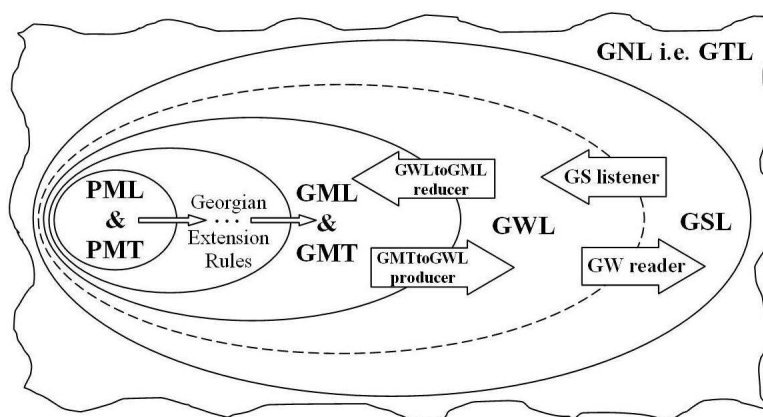 GNL i.e. GTL
PML
&
PMT
Georgian
. . . .
Extension
Rules
GML
&
GMT
GWLtoGML
reducer
GMTtoGWL
producer
GWL
GS listener
GW reader
GSL